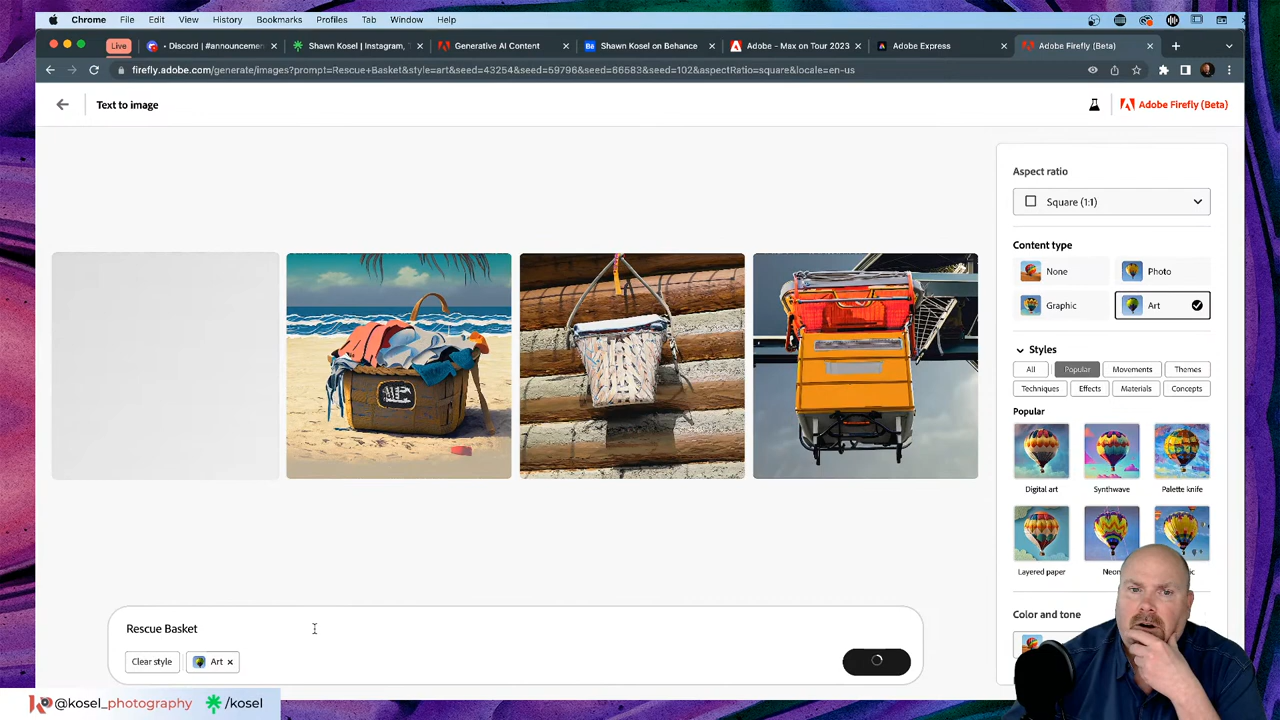 Chrome File Edit View History Bookmarks Profiles Tab Window Help
Live • Discord | #announcemen Shawn Kosel | Instagram, Generative AI Content Shawn Kosel on Behance Adobe - Max on Tour 2023 Adobe Express Adobe Firefly (Beta)
firefly.adobe.com/generate/images?prompt=Rescue+Basket&style=art&seed=43254&seed=59796&seed=66583&seed=102&aspectRatio=square&locale=en-us
Text to image
Adobe Firefly (Beta)
Aspect ratio
Square (1:1)
Content type
None Photo
Graphic Art
Styles
All Popular Movements Themes
Techniques Effects Materials Concepts
Popular
Digital art Synthwave Palette knife
Layered paper
Color and tone
Rescue Basket
Clear style Art
@kosel_photography /kosel